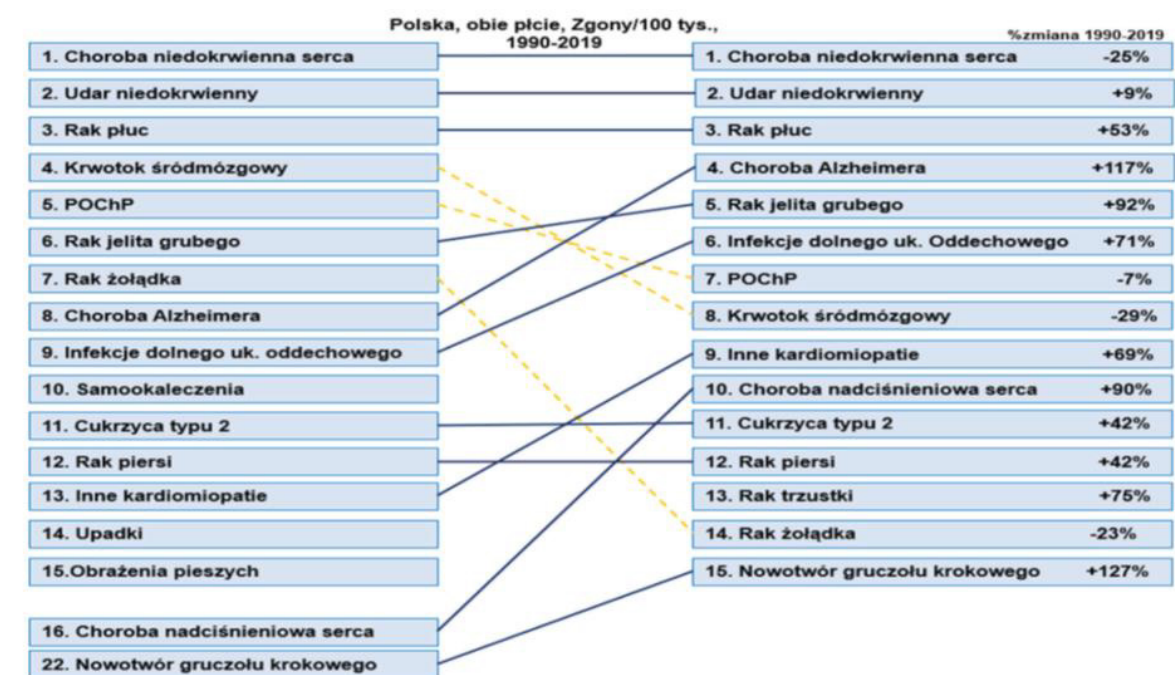 Polska, obie płcie, Zgony/100 tys.,
1990-2019
%zmiana 1990-2019
1. Choroba niedokrwienna serca
2. Udar niedokrwienny
3. Rak płuc
4. Krwotok śródmózgowy
5. POChP
6. Rak jelita grubego
7. Rak żołądka
8. Choroba Alzheimera
9. Infekcje dolnego uk. oddechowego
10. Samookaleczenia
11. Cukrzyca typu 2
12. Rak piersi
13. Inne kardiomiopatie
14. Upadki
15.Obrażenia pieszych
16. Choroba nadciśnieniowa serca
22. Nowotwór gruczołu krokowego
1. Choroba niedokrwienna serca -25%
2. Udar niedokrwienny +9%
3. Rak płuc +53%
4. Choroba Alzheimera +117%
5. Rak jelita grubego +92%
6. Infekcje dolnego uk. Oddechowego +71%
7. POChP -7%
8. Krwotok śródmózgowy -29%
9. Inne kardiomiopatie +69%
10. Choroba nadciśnieniowa serca +90%
11. Cukrzyca typu 2 +42%
12. Rak piersi +42%
13. Rak trzustki +75%
14. Rak żołądka -23%
15. Nowotwór gruczołu krokowego +127%